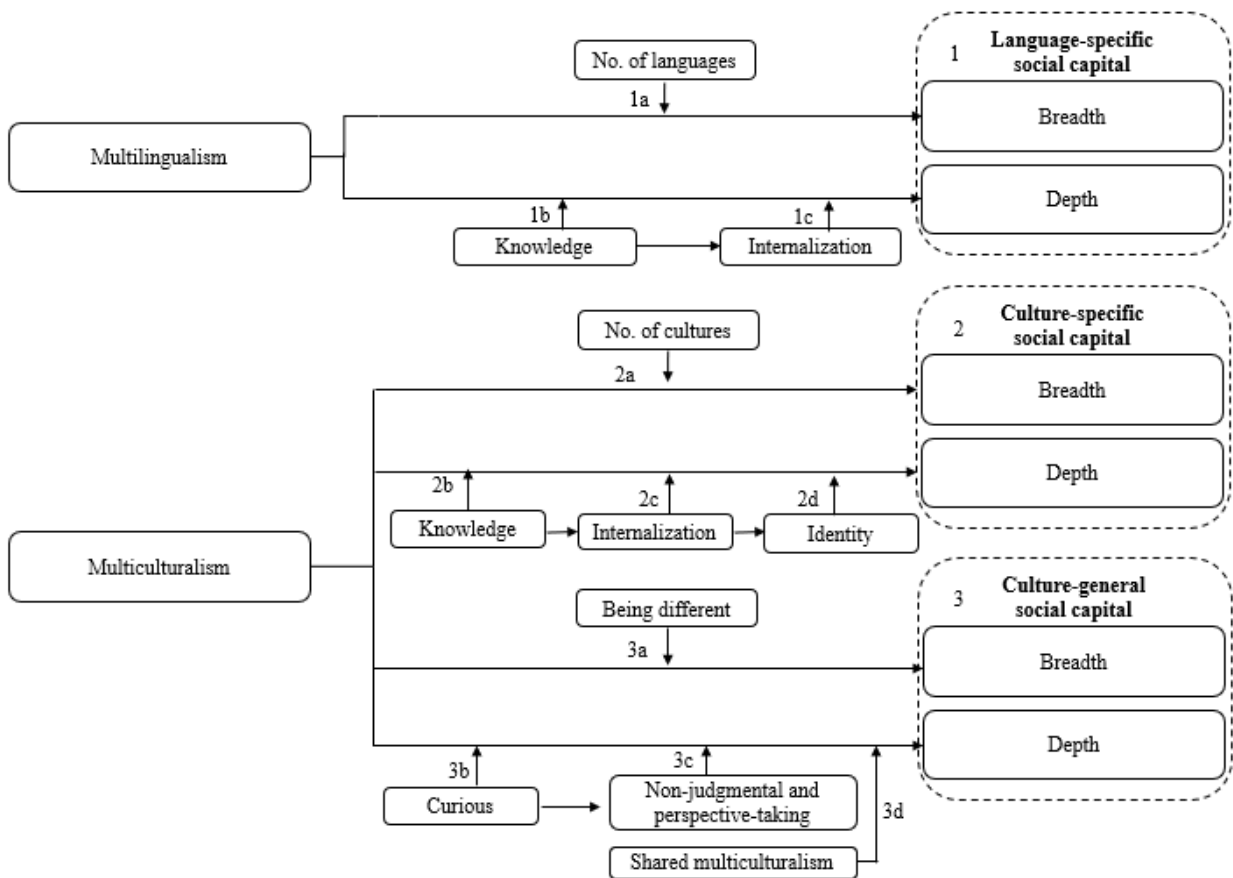 No. of languages
1a
1 Language-specific
social capital
Breadth
Multilingualism
Depth
1b
1c
Knowledge
Internalization
No. of cultures
2a
2 Culture-specific
social capital
Breadth
Depth
2b
2c
2d
Knowledge
Internalization
Identity
Multiculturalism
Being different
3a
3 Culture-general
social capital
Breadth
Depth
3b
3c
3d
Curious
Non-judgmental and
perspective-taking
Shared multiculturalism